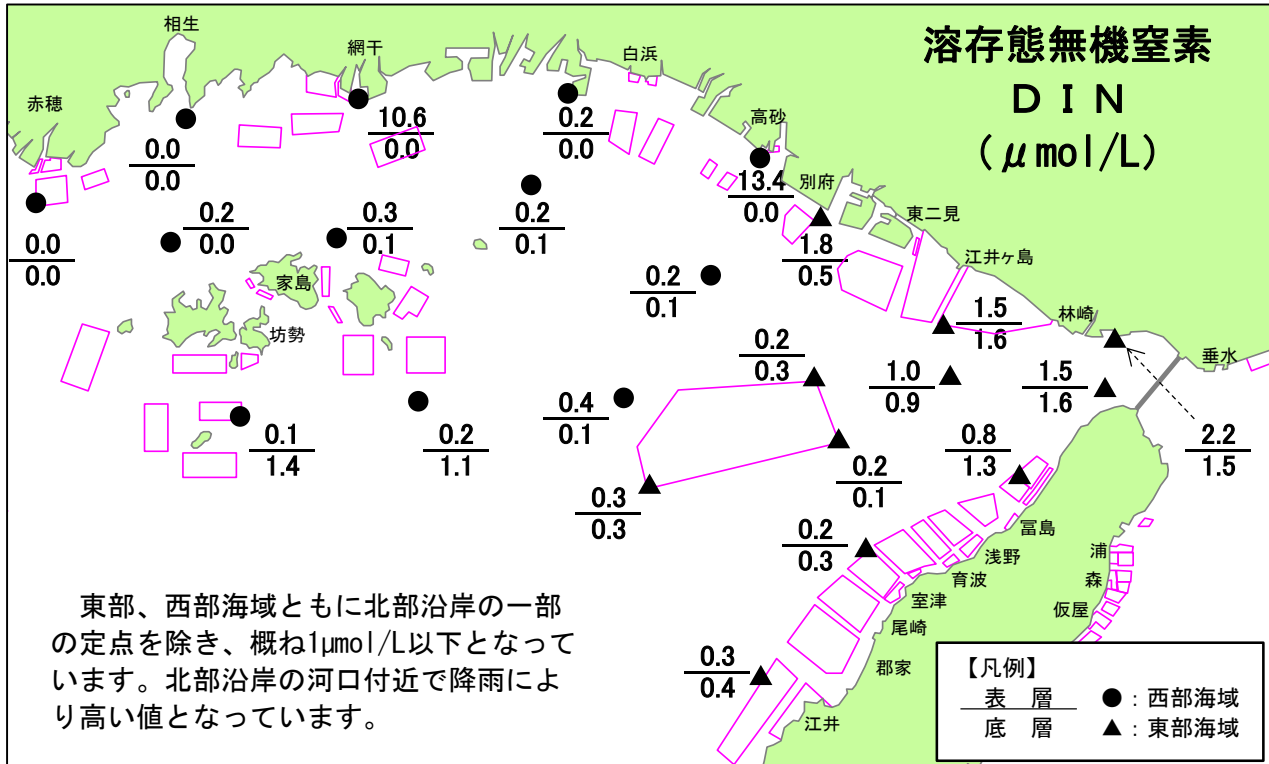 溶存態無機窒素
ＤＩＮ
（μmol/L）
相生
網干
白浜
赤穂
高砂
別府
東二見
江井ヶ島
林崎
垂水
家島
坊勢
10.6
0.0
0.2
0.0
0.0
0.0
13.4
0.0
0.2
0.0
0.3
0.1
0.2
0.1
0.0
0.0
1.8
0.5
0.2
0.1
1.5
1.6
0.2
0.3
1.0
0.9
1.5
1.6
0.4
0.1
0.1
1.4
0.2
1.1
0.8
1.3
2.2
1.5
0.2
0.1
0.3
0.3
0.2
0.3
0.3
0.4
富島
浅野
育波
室津
尾崎
郡家
江井
浦
森
仮屋
東部、西部海域ともに北部沿岸の一部
の定点を除き、概ね1μmol/L以下となって
います。北部沿岸の河口付近で降雨によ
り高い値となっています。
【凡例】
表　層　●：西部海域
底　層　▲：東部海域